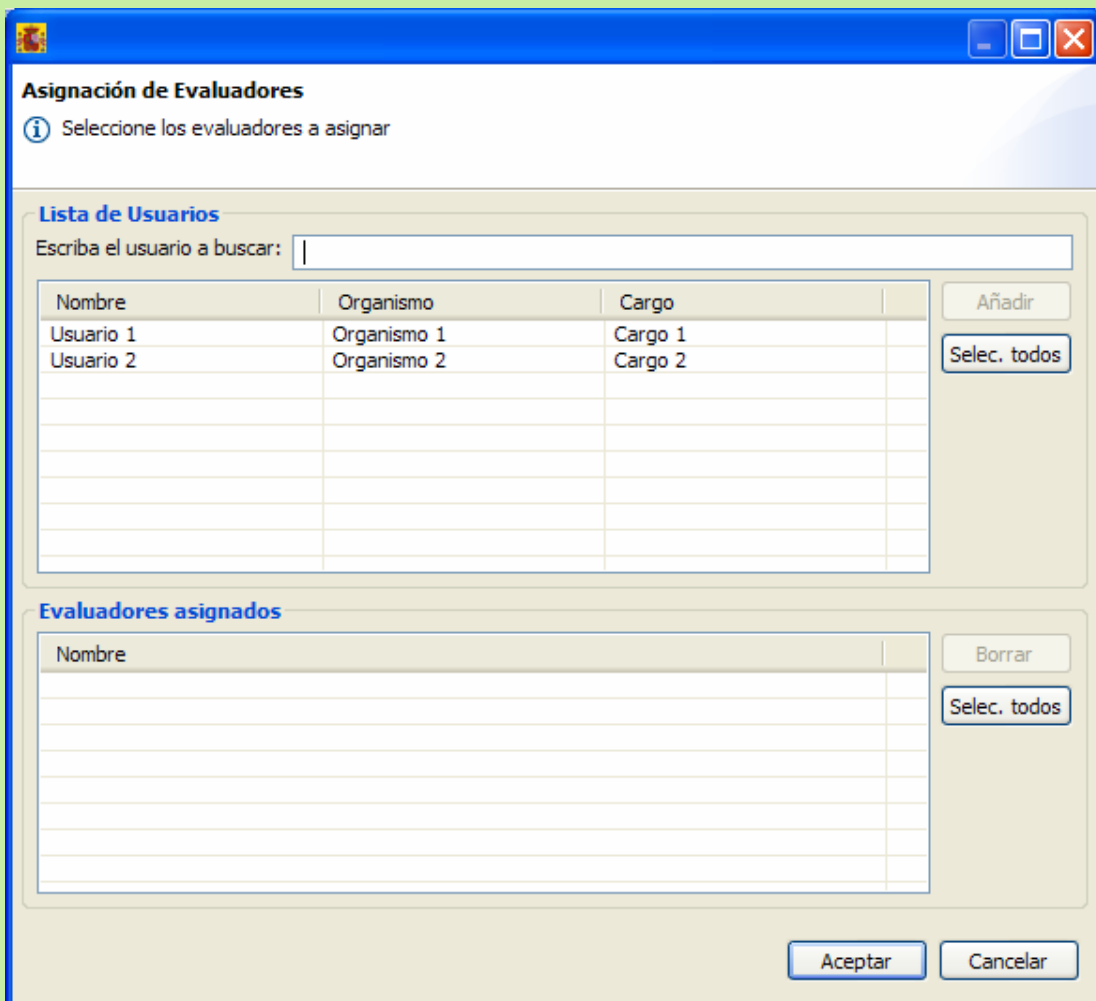 Asignación de Evaluadores
Seleccione los evaluadores a asignar
Lista de Usuarios
Escriba el usuario a buscar:
Nombre Organismo Cargo Añadir
Usuario 1 Organismo 1 Cargo 1
Usuario 2 Organismo 2 Cargo 2
Selec. todos
Evaluadores asignados
Nombre Borrar
Selec. todos
Aceptar Cancelar